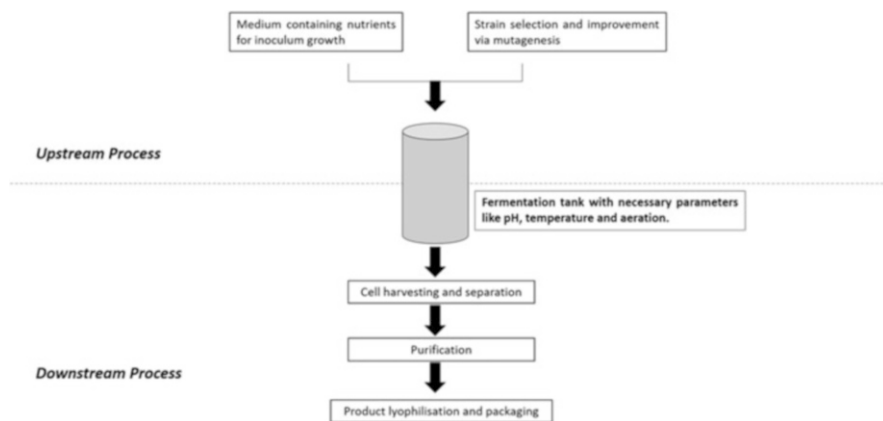 Medium containing nutrients
for inoculum growth
Strain selection and improvement
via mutagenesis
Upstream Process
Fermentation tank with necessary parameters
like pH, temperature and aeration.
Cell harvesting and separation
Purification
Downstream Process
Product lyophilisation and packaging